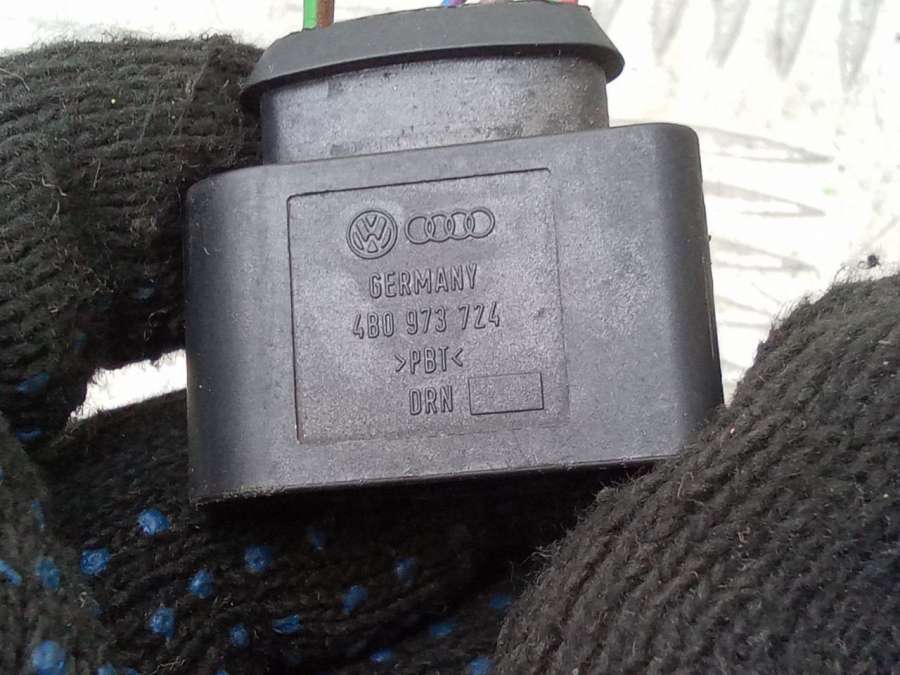 GERMANY
4B0 973 724
>PBT<
DRN